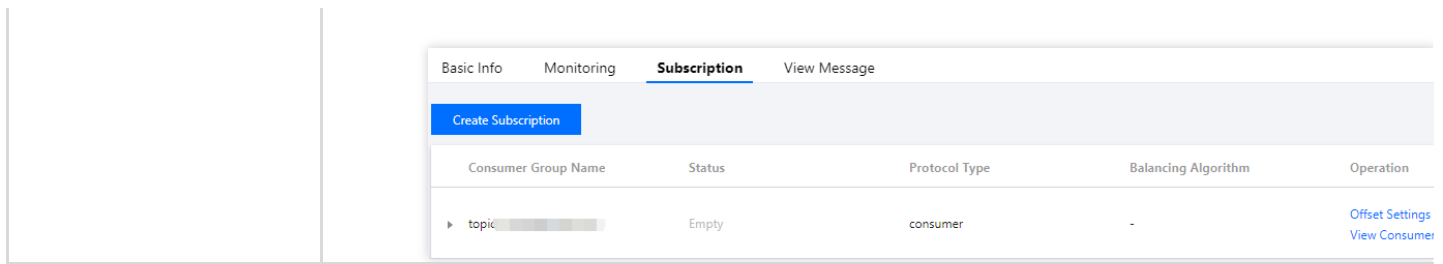 Basic Info Monitoring Subscription View Message
Create Subscription
Consumer Group Name Status Protocol Type Balancing Algorithm Operation
Empty consumer - Offset Settings
View Consumer